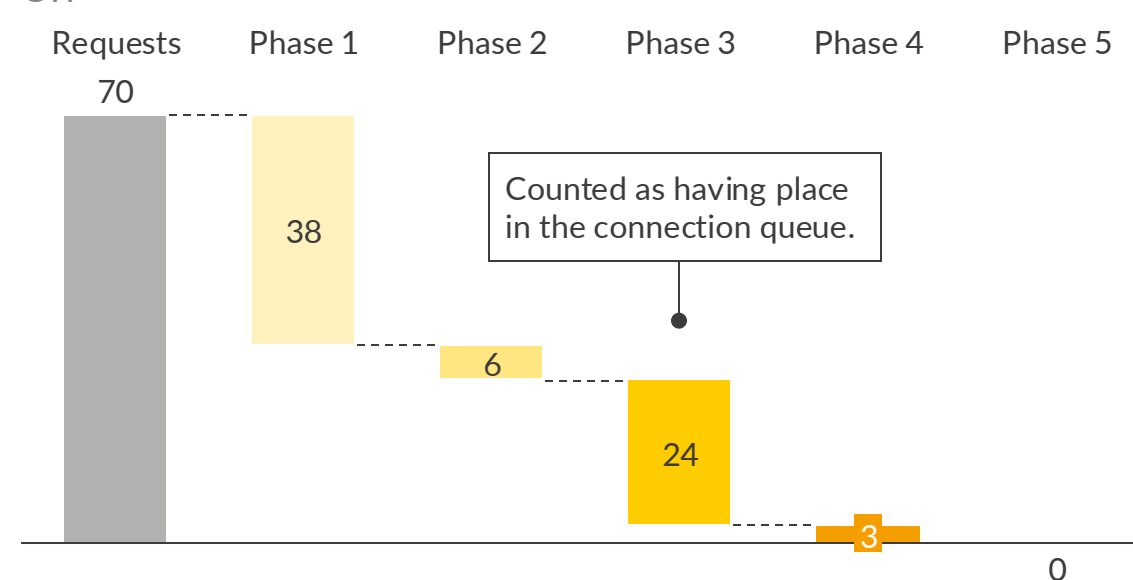 Requests Phase 1 Phase 2 Phase 3 Phase 4 Phase 5
70
Counted as having place
in the connection queue.
38
6
24
3
0